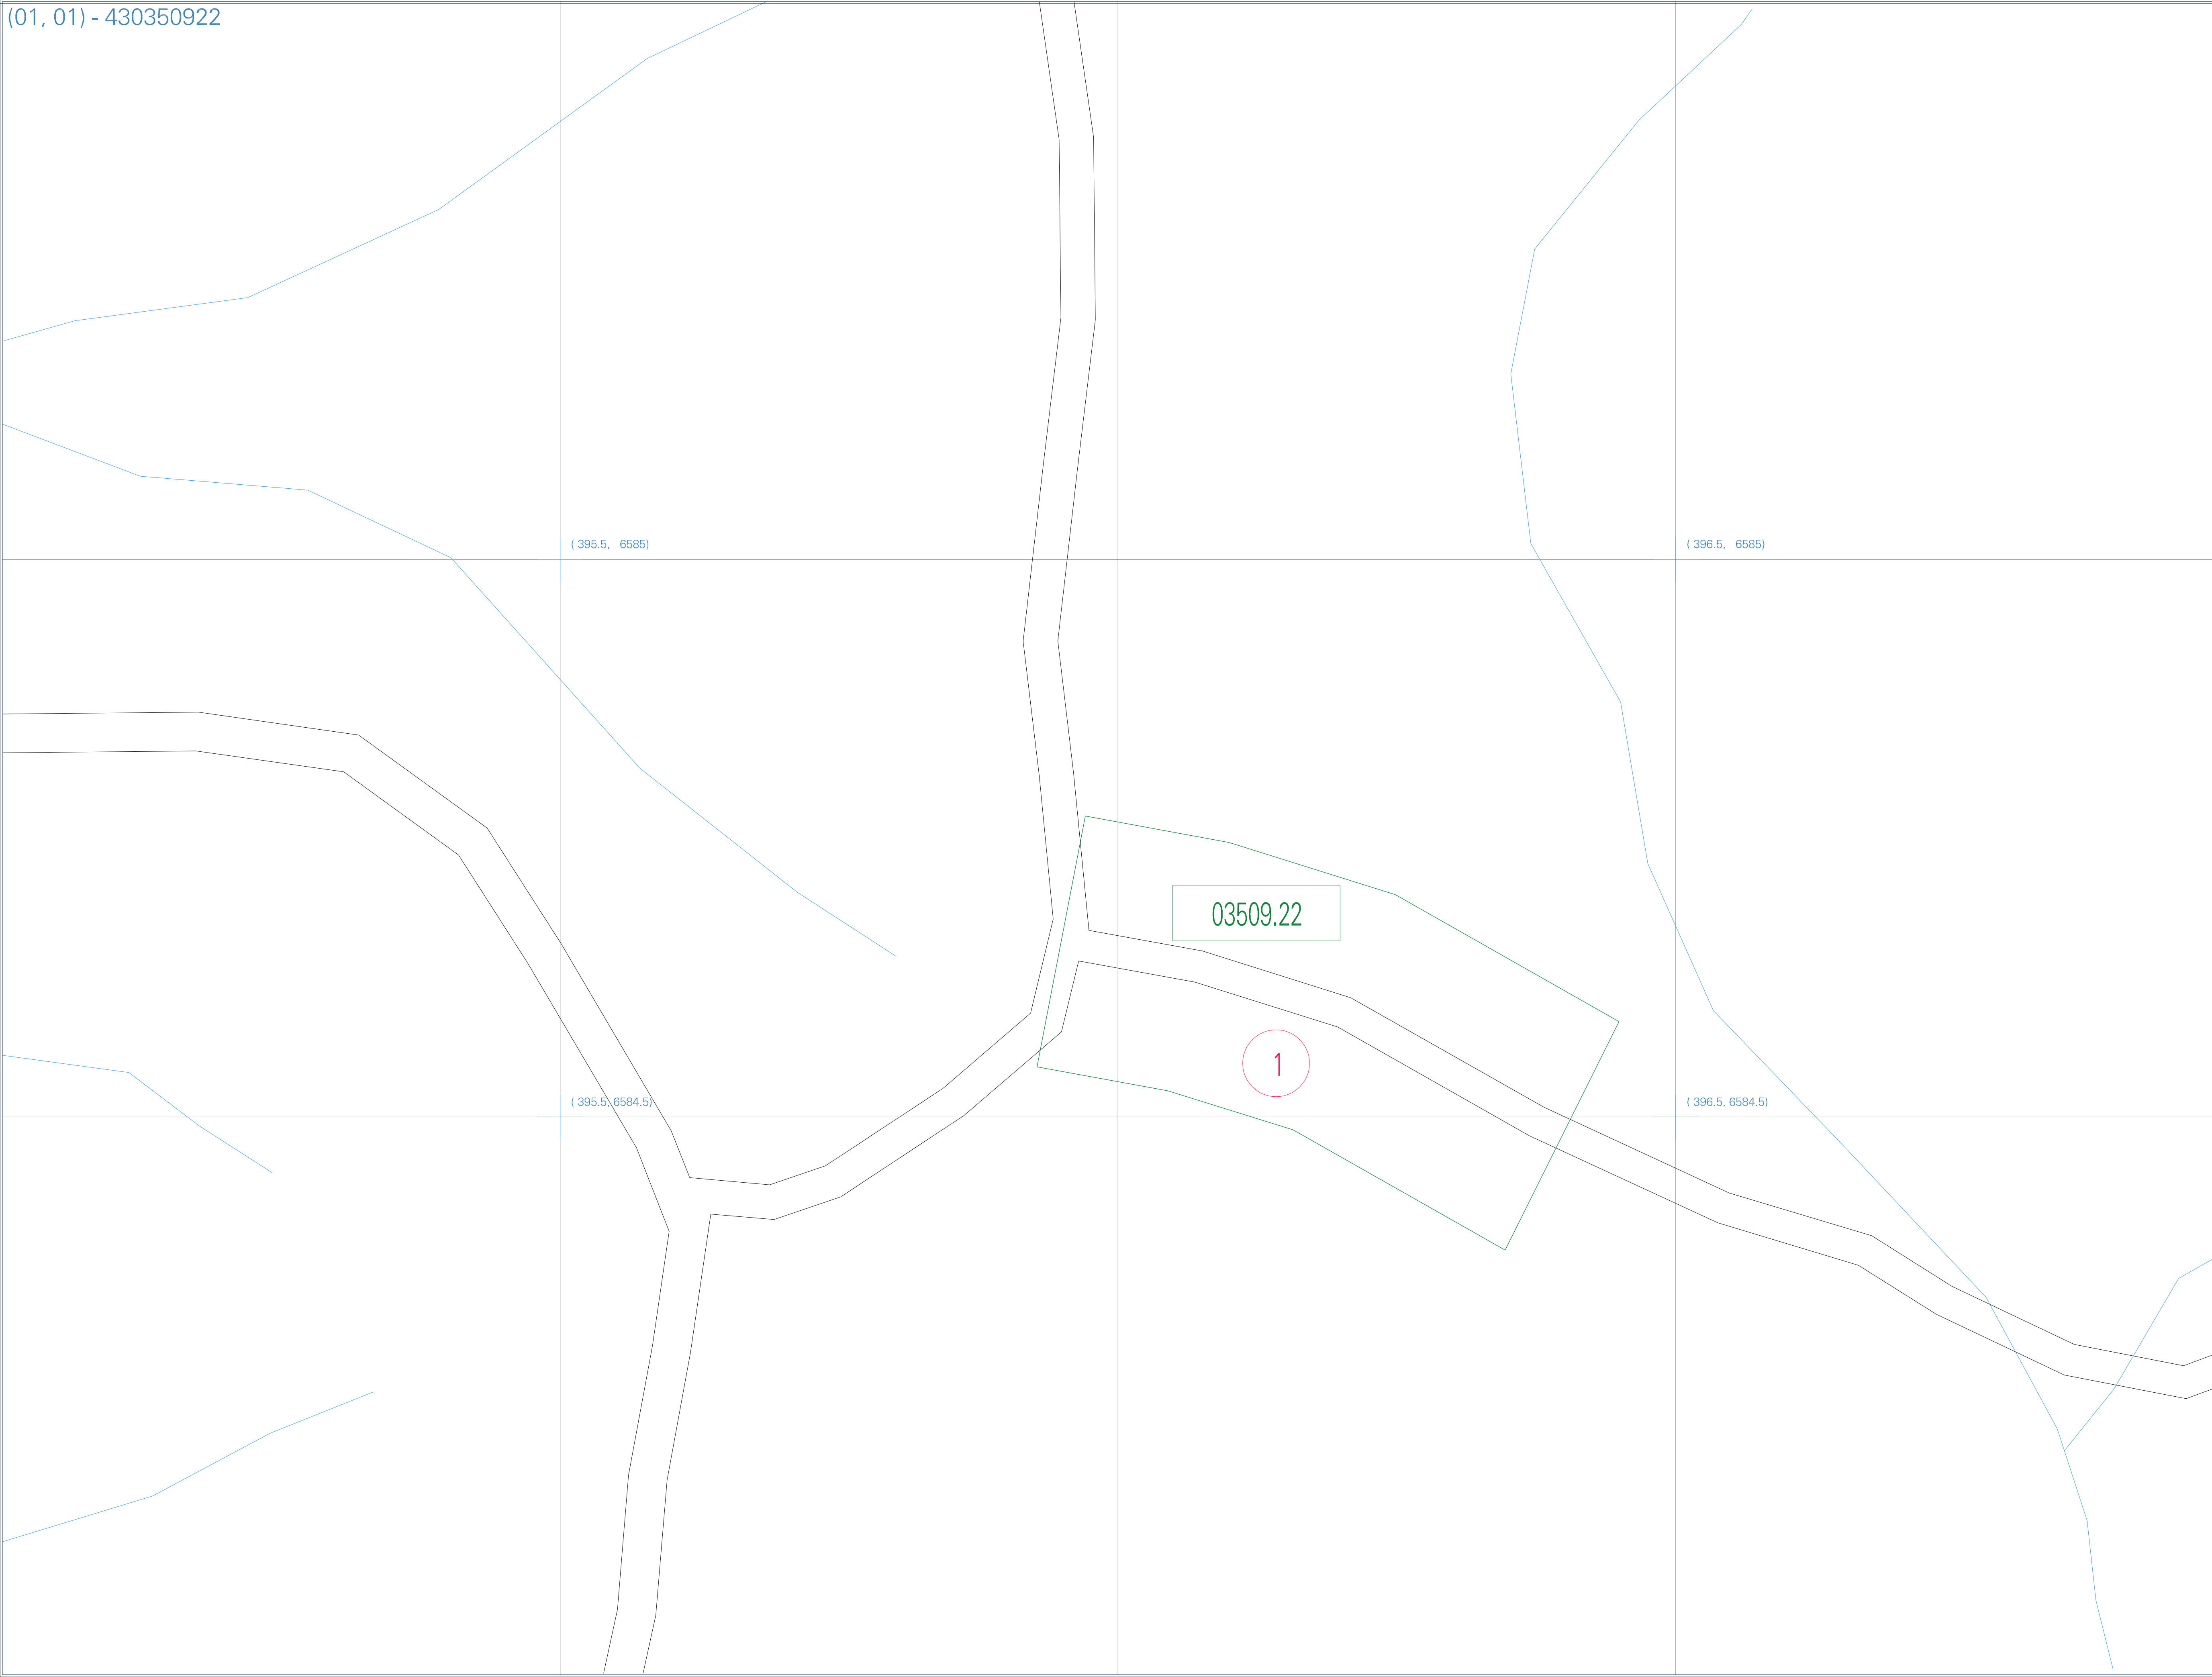 (01, 01) - 430350922
( 395.5, 6585)
( 396.5, 6585)
03509.22
1
( 395.5, 6584.5)
( 396.5, 6584.5)